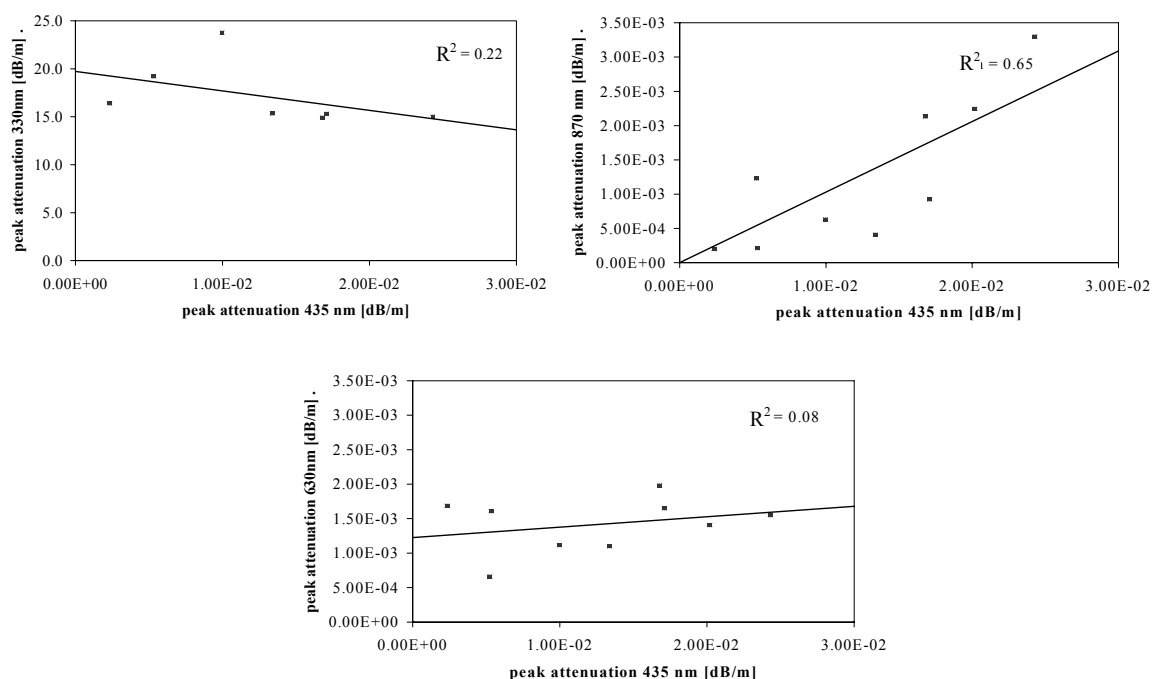 peak attenuation 330nm [dB/m] .
25.0
20.0
15.0
10.0
5.0
0.0
R² = 0.22
0.00E+00 1.00E-02 2.00E-02 3.00E-02
peak attenuation 435 nm [dB/m]
peak attenuation 870 nm [dB/m] .
3.50E-03
3.00E-03
2.50E-03
2.00E-03
1.50E-03
1.00E-03
5.00E-04
0.00E+00
R² = 0.65
0.00E+00 1.00E-02 2.00E-02 3.00E-02
peak attenuation 435 nm [dB/m]
peak attenuation 630nm [dB/m] .
3.50E-03
3.00E-03
2.50E-03
2.00E-03
1.50E-03
1.00E-03
5.00E-04
0.00E+00
R² = 0.08
0.00E+00 1.00E-02 2.00E-02 3.00E-02
peak attenuation 435 nm [dB/m]